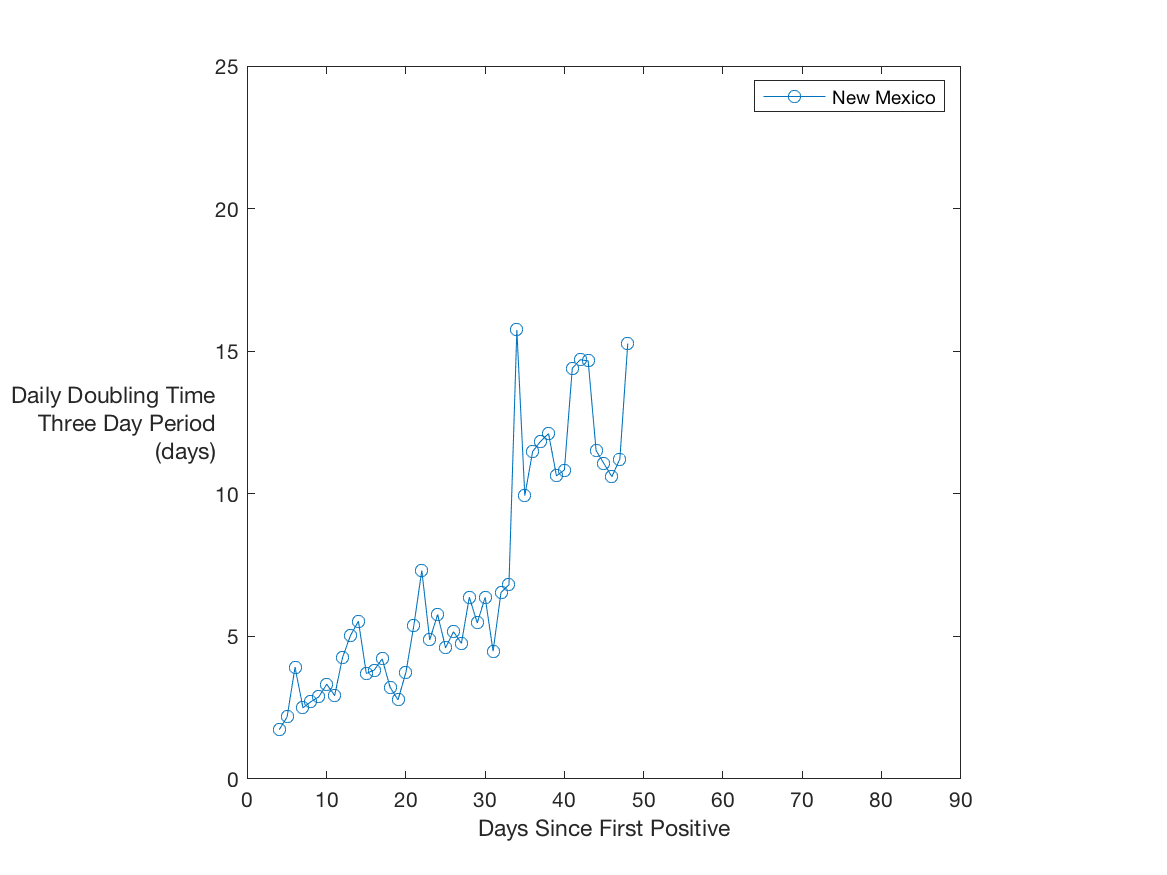 25
New Mexico
20
15
Daily Doubling Time
Three Day Period
(days)
10
5
0
0 10 20 30 40 50 60 70 80 90
Days Since First Positive